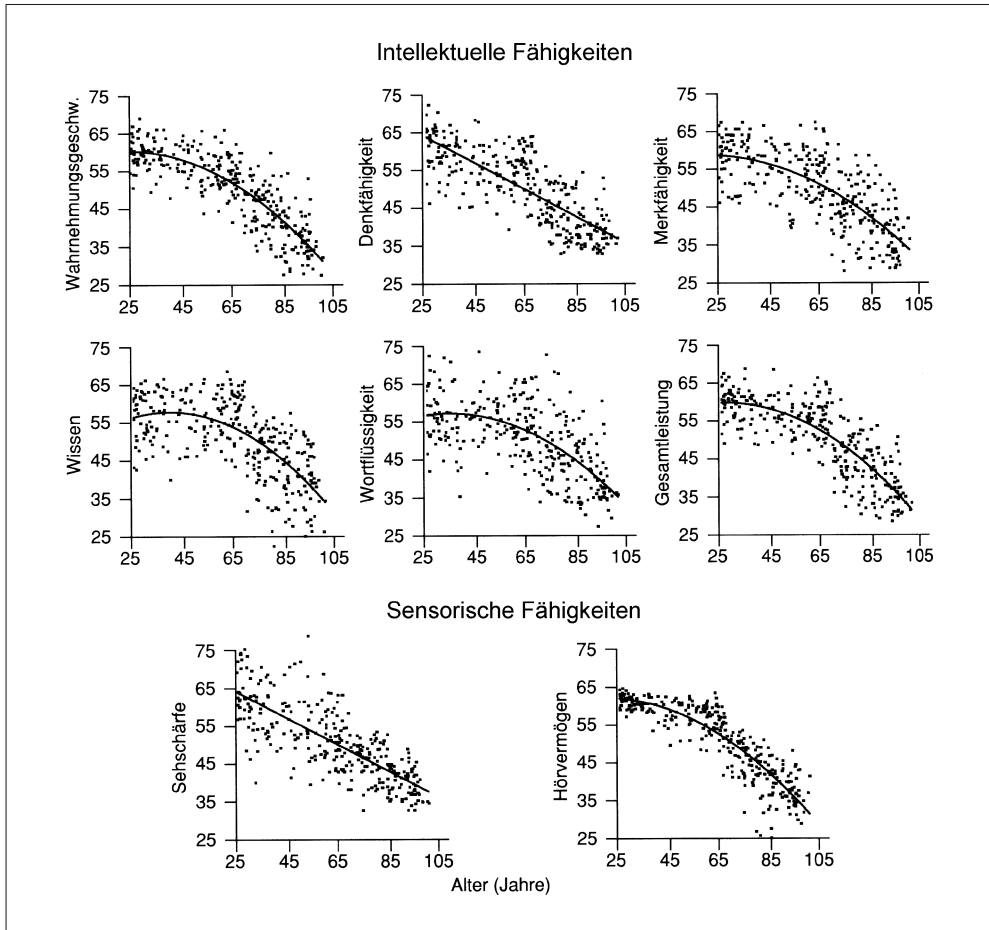 Intellektuelle Fähigkeiten
Wahrnehmungsgeschw.
75
65
55
45
35
25
25 45 65 85 105
Denkfähigkeit
75
65
55
45
35
25
25 45 65 85 105
Merkfähigkeit
75
65
55
45
35
25
25 45 65 85 105
Wissen
75
65
55
45
35
25
25 45 65 85 105
Wortflüssigkeit
75
65
55
45
35
25
25 45 65 85 105
Gesamtleistung
75
65
55
45
35
25
25 45 65 85 105
Sensorische Fähigkeiten
Sehschärfe
75
65
55
45
35
25
25 45 65 85 105
Hörvermögen
75
65
55
45
35
25
25 45 65 85 105
Alter (Jahre)